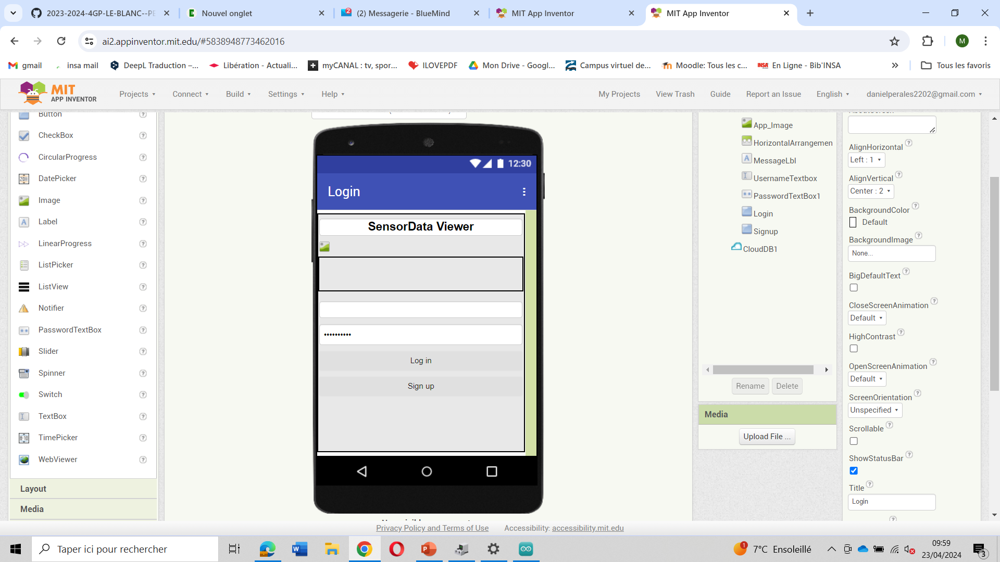 2023-2024-4GP-LE-BLANC--PE
Nouvel onglet
(2) Messagerie - BlueMind
MIT App Inventor
MIT App Inventor
ai2.appinventor.mit.edu/#5838948773462016
M
gmail
insa mail
DeepL Traduction –...
Libération - Actuali...
myCANAL : tv, spor...
ILOVEPDF
Mon Drive - Googl...
Campus virtuel de...
Moodle: Tous les c...
INSA
En Ligne - Bib'INSA
Tous les favoris
MIT
APP INVENTOR
Projects
Connect
Build
Settings
Help
My Projects
View Trash
Guide
Report an Issue
English
danielperales2202@gmail.com
Button
CheckBox
CircularProgress
DatePicker
Image
Label
LinearProgress
ListPicker
ListView
Notifier
PasswordTextBox
Slider
Spinner
Switch
TextBox
TimePicker
WebViewer
Layout
Media
12:30
Login
SensorData Viewer
••••••••••
Log in
Sign up
App_Image
HorizontalArrangemen
MessageLbl
UsernameTextbox
PasswordTextBox1
Login
Signup
CloudDB1
Rename
Delete
Media
Upload File ...
AlignHorizontal
Left : 1
AlignVertical
Center : 2
BackgroundColor
Default
BackgroundImage
None...
BigDefaultText
CloseScreenAnimation
Default
HighContrast
OpenScreenAnimation
Default
ScreenOrientation
Unspecified
Scrollable
ShowStatusBar
Title
Login
Privacy Policy and Terms of Use
Accessibility: accessibility.mit.edu
Taper ici pour rechercher
1
7°C Ensoleillé
09:59
23/04/2024
3